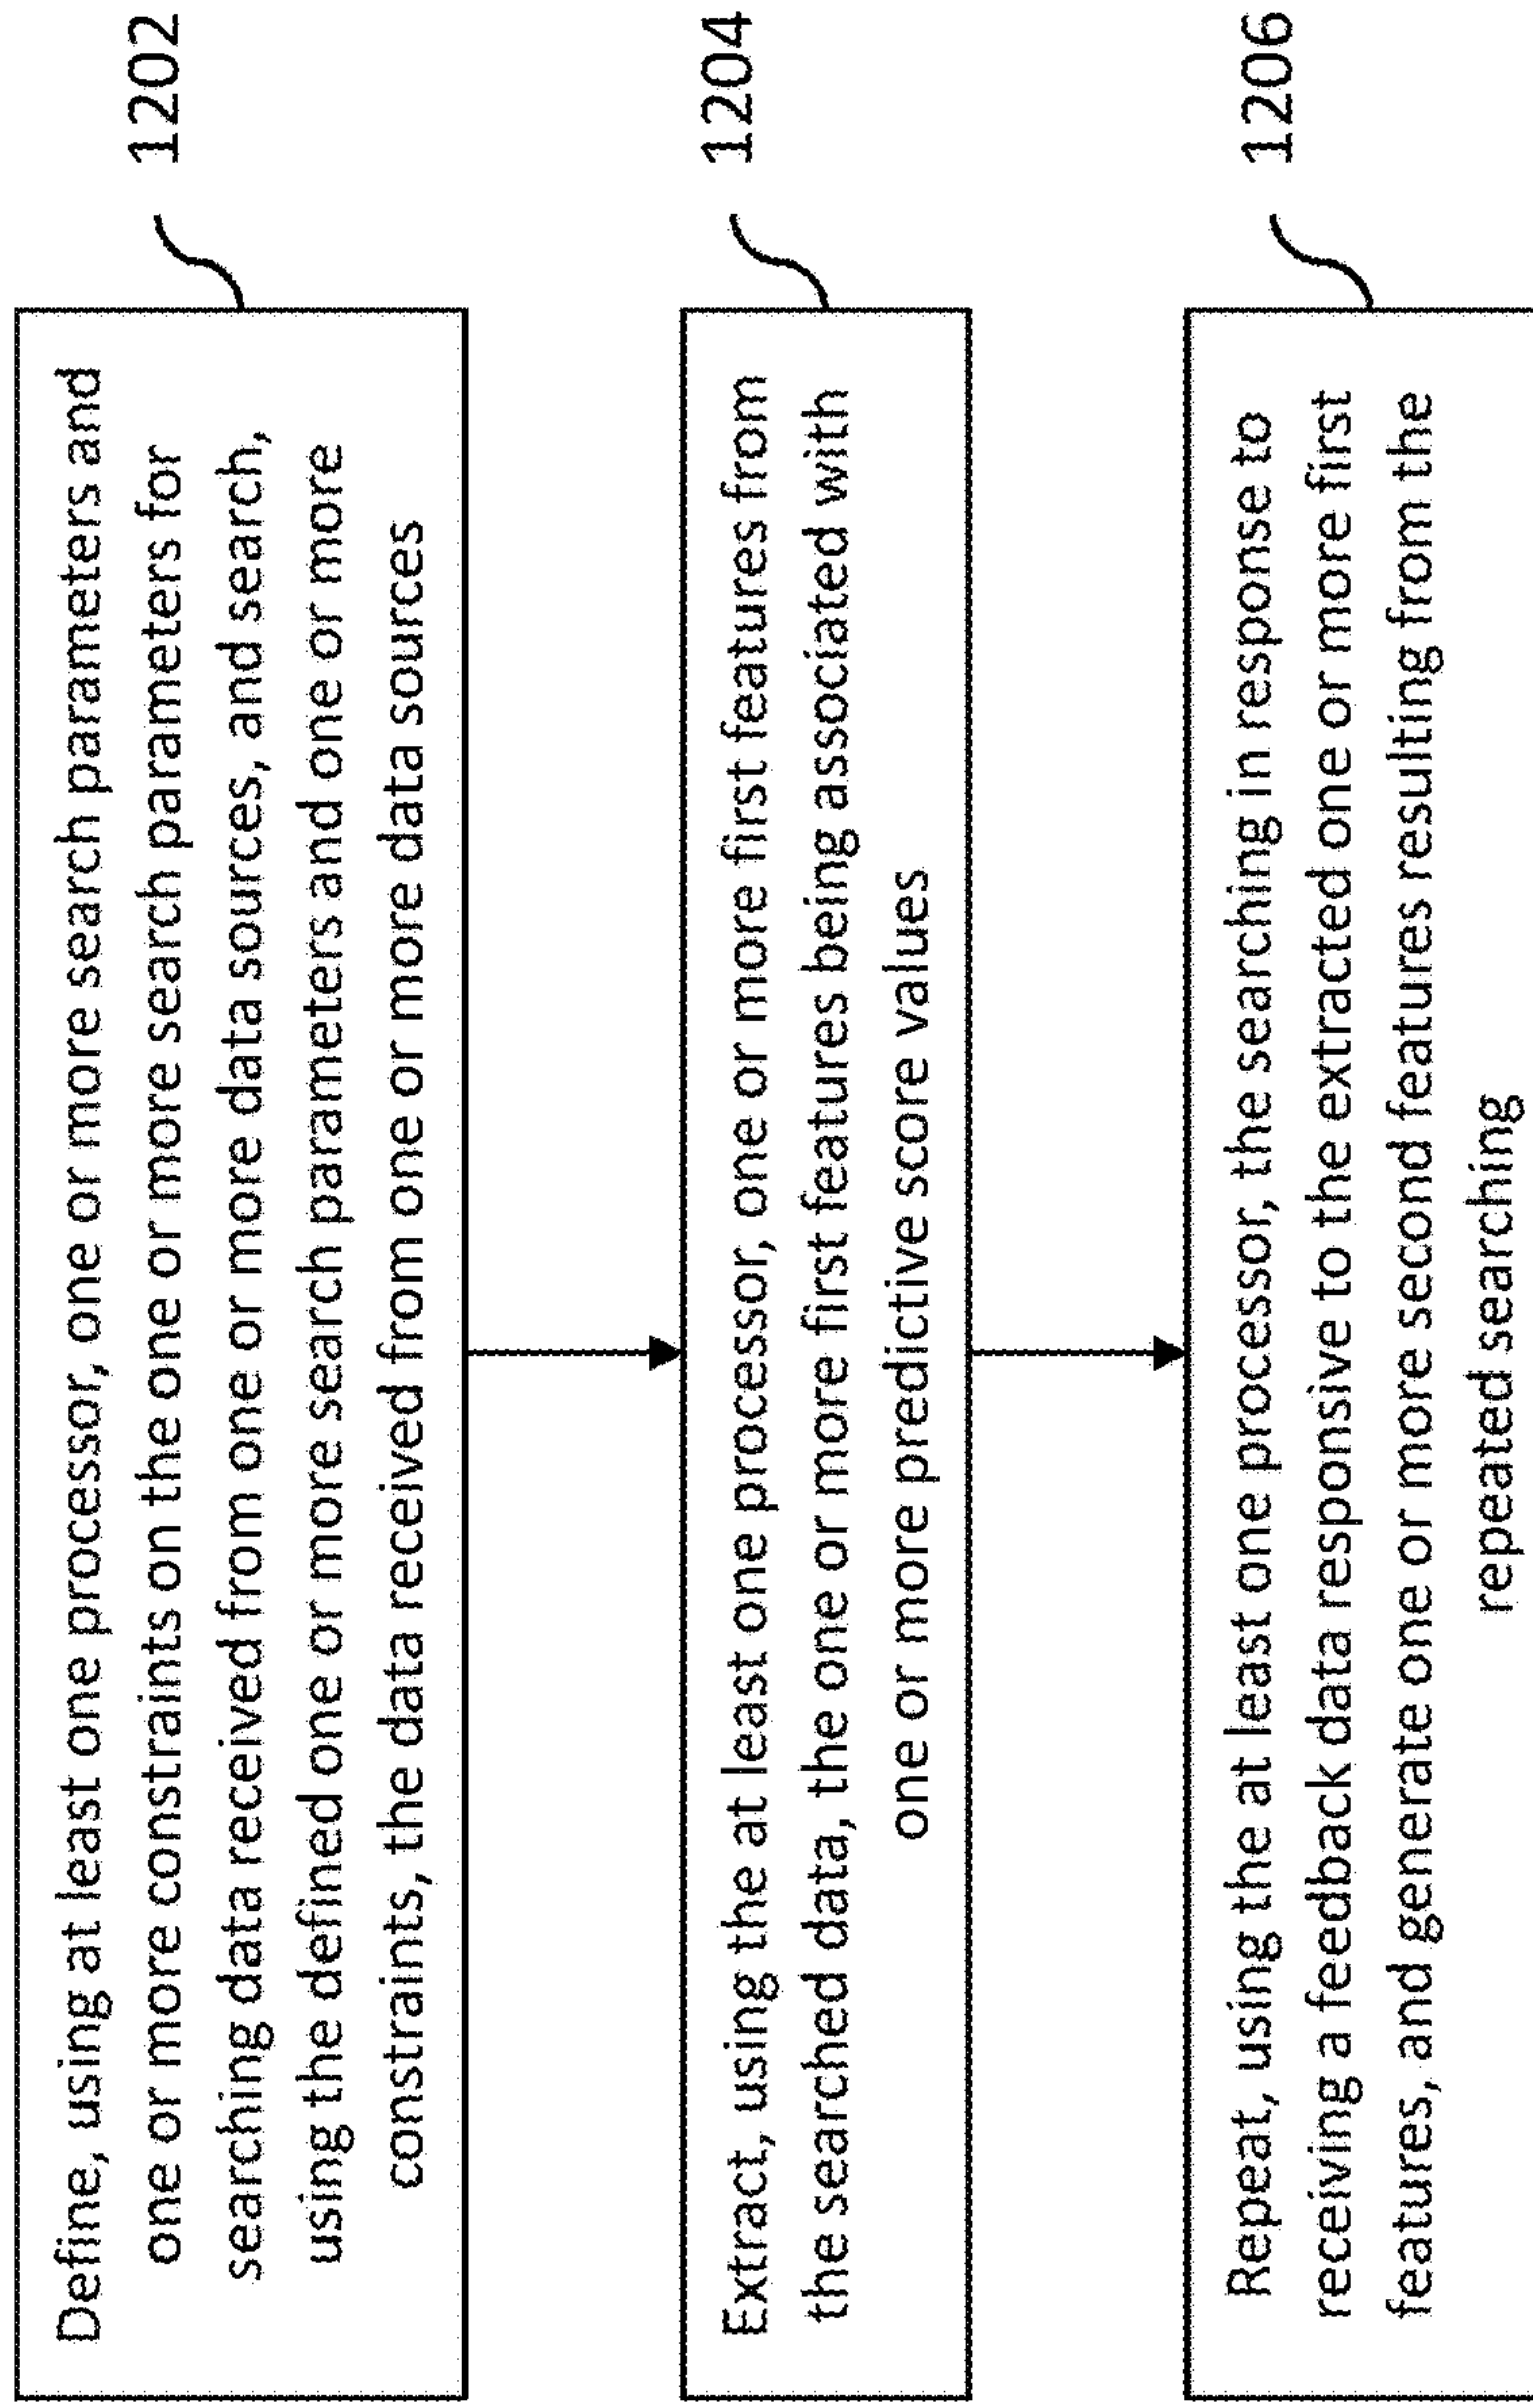 Define, using at least one processor, one or more search parameters and
one or more constraints on the one or more search parameters for
searching data received from one or more data sources, and search,
using the defined one or more search parameters and one or more
constraints, the data received from one or more data sources
1202
Extract, using the at least one processor, one or more first features from
the searched data, the one or more first features being associated with
one or more predictive score values
1204
Repeat, using the at least one processor, the searching in response to
receiving a feedback data responsive to the extracted one or more first
features, and generate one or more second features resulting from the
repeated searching
1206